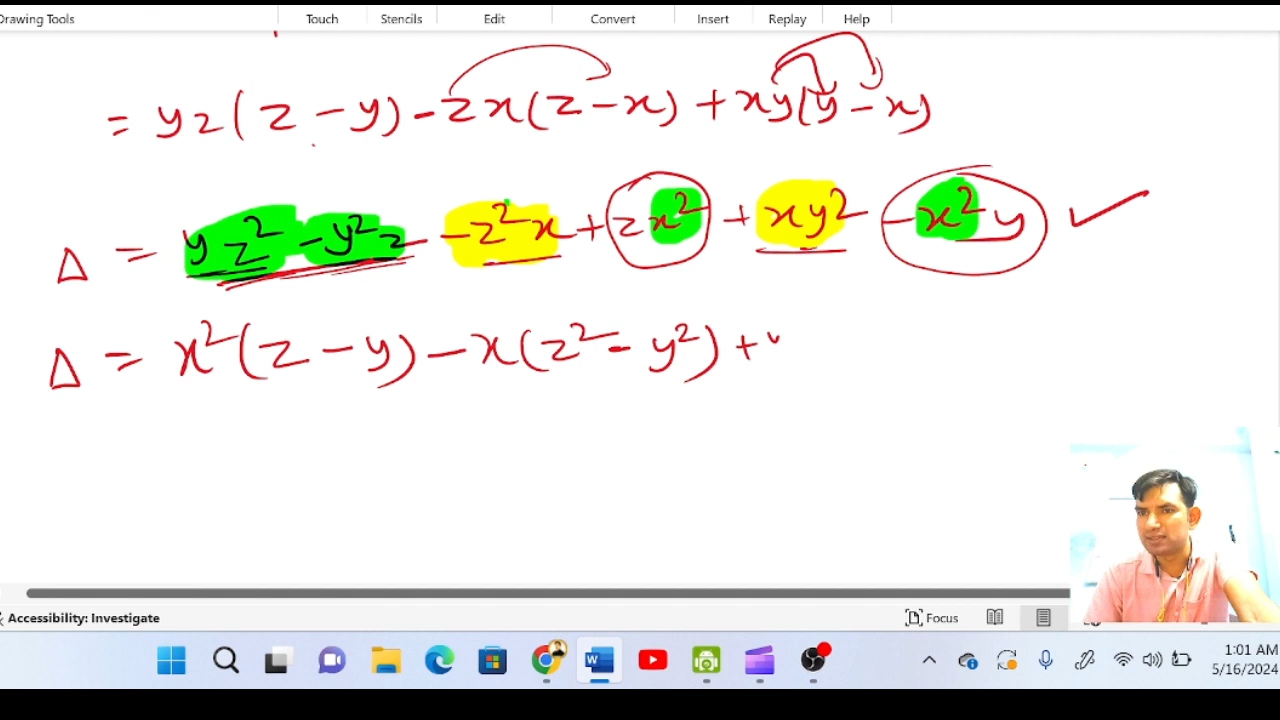 Drawing Tools Touch Stencils Edit Convert Insert Replay Help
= yz(z-y) - zx(z-x) + xy(y-x)
Δ = yz² - y²z - z²x + zx² + xy² - x²y ✓
Δ = x²(z-y) - x(z²-y²) +
Accessibility: Investigate Focus
1:01 AM
5/16/2024